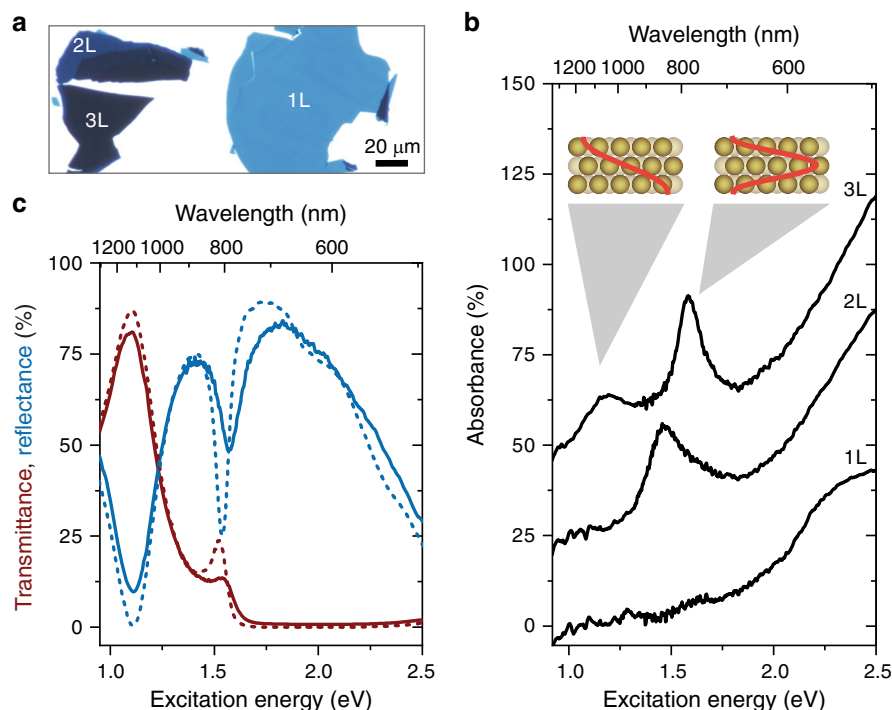 a
2L
3L
1L
20 μm
b
Wavelength (nm)
1200 1000 800 600
150
125
100
75
50
25
0
Absorbance (%)
3L
2L
1L
1.0 1.5 2.0 2.5
Excitation energy (eV)
c
Wavelength (nm)
1200 1000 800 600
100
75
50
25
0
Transmittance, reflectance (%)
1.0 1.5 2.0 2.5
Excitation energy (eV)